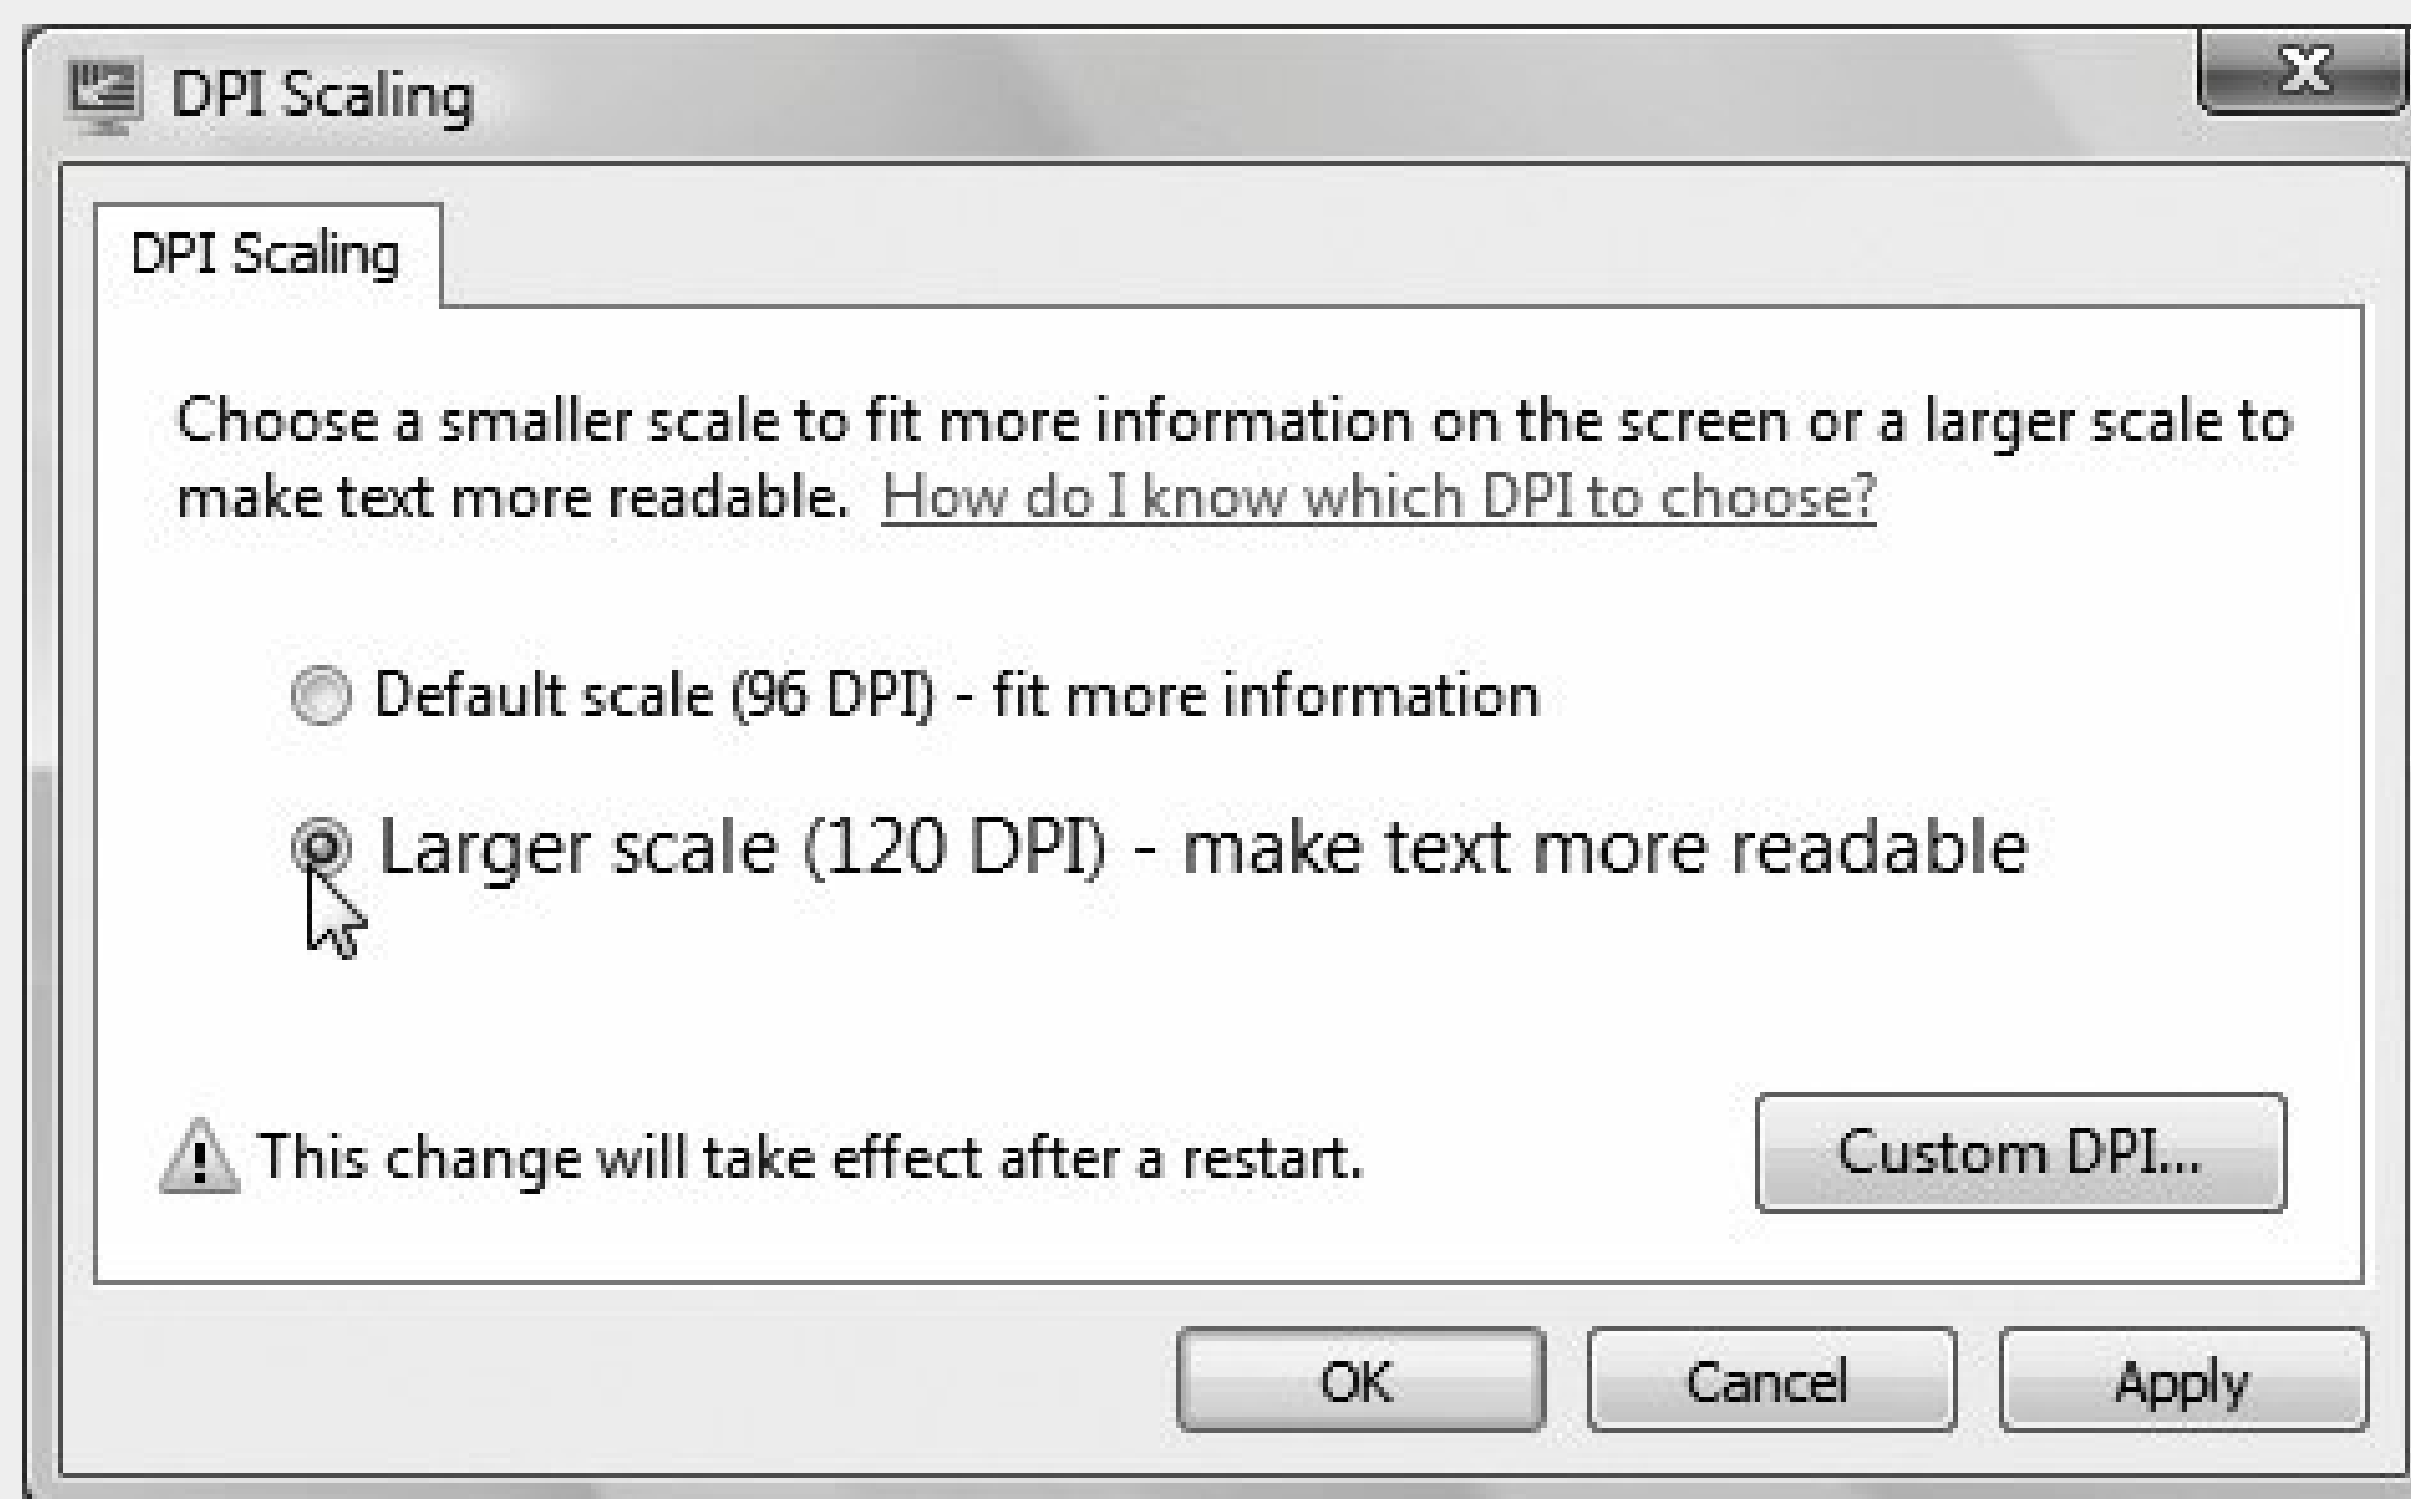 DPI Scaling
DPI Scaling
Choose a smaller scale to fit more information on the screen or a larger scale to
make text more readable. How do I know which DPI to choose?
Default scale (96 DPI) - fit more information
Larger scale (120 DPI) - make text more readable
This change will take effect after a restart.
Custom DPI...
OK
Cancel
Apply